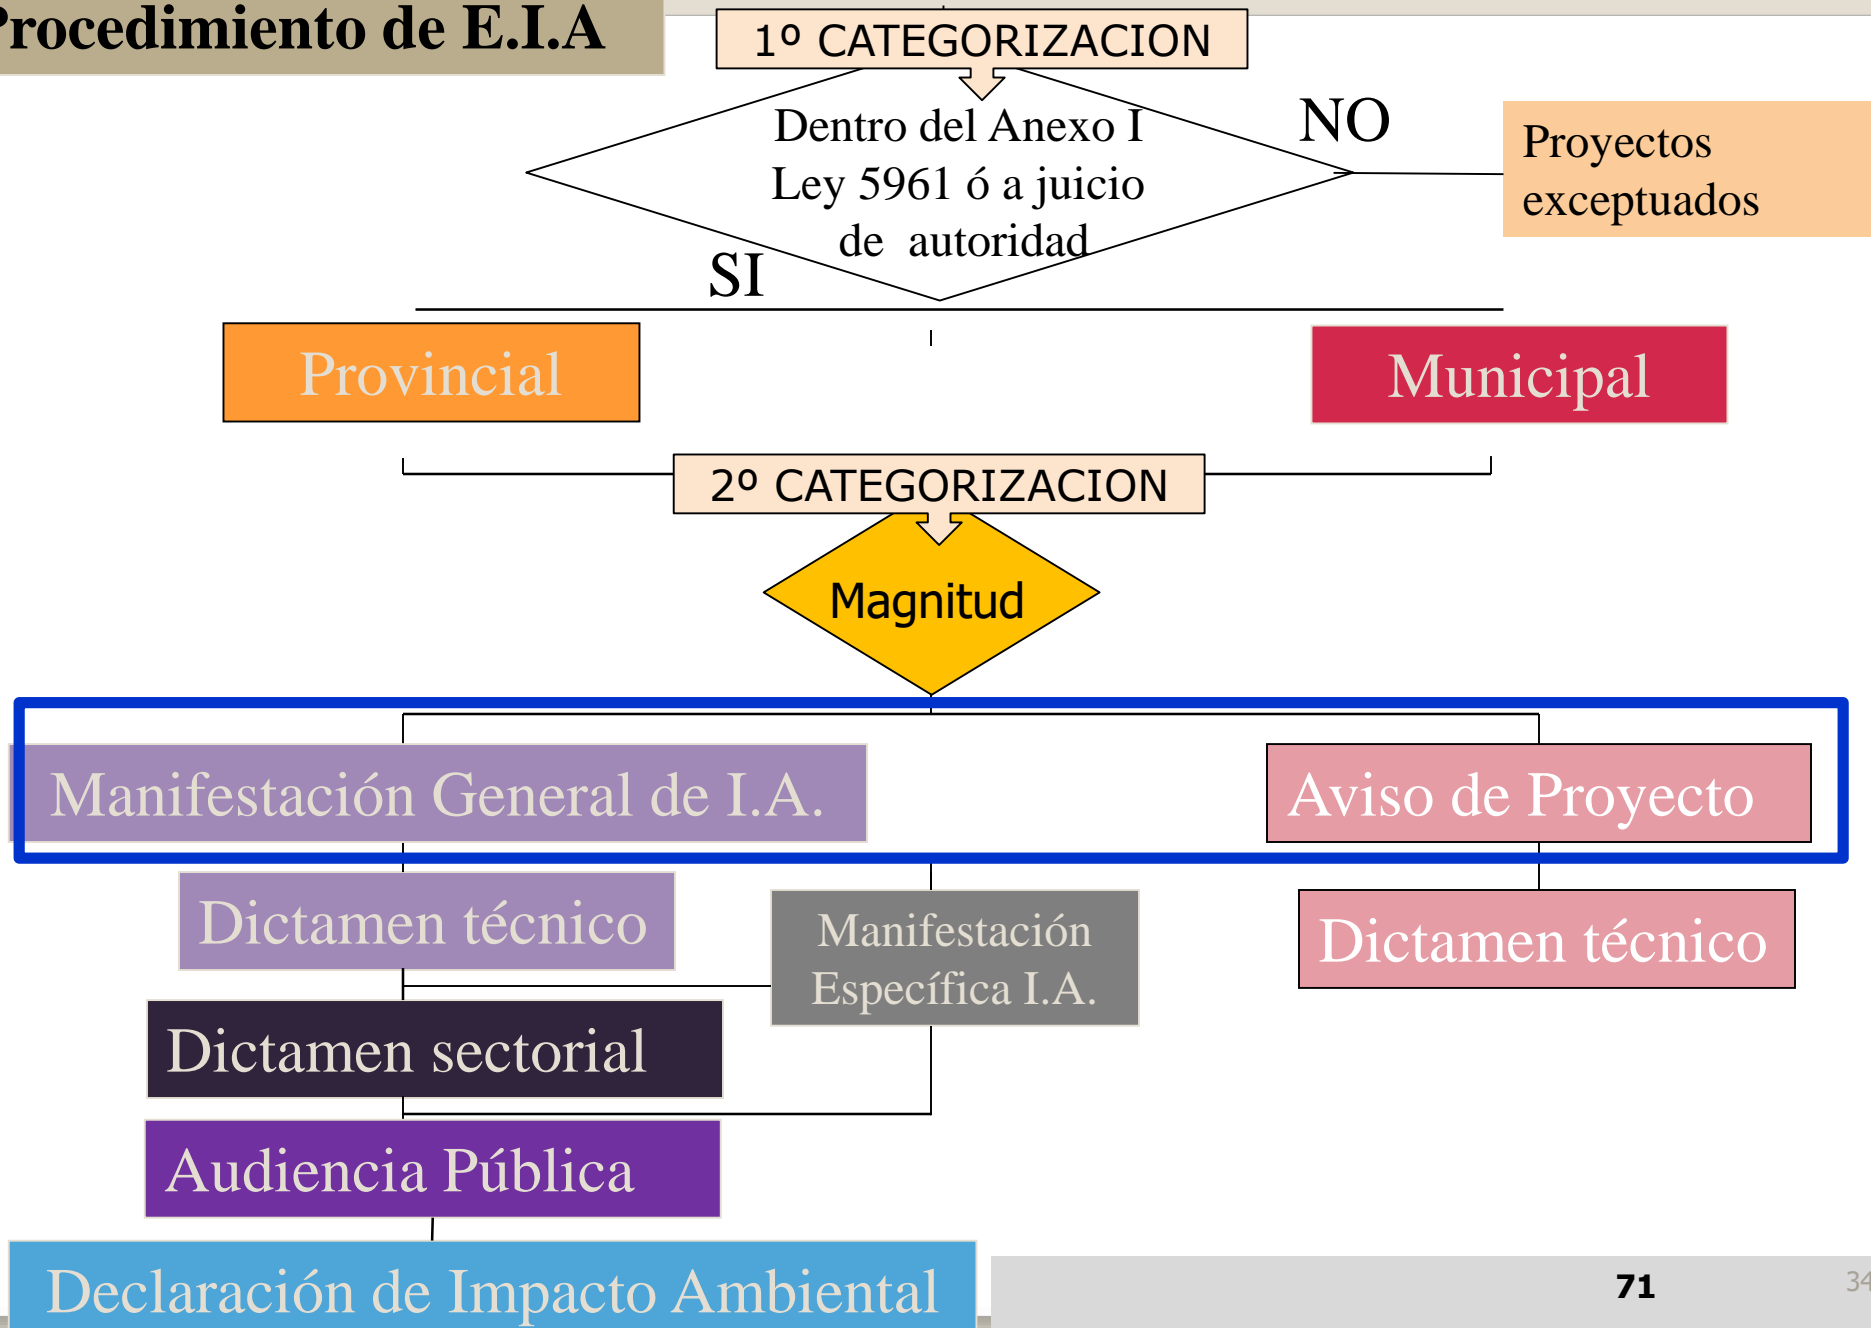 Procedimiento de E.I.A
1º CATEGORIZACION
Dentro del Anexo I
Ley 5961 ó a juicio
de autoridad
NO
Proyectos
exceptuados
SI
Provincial
Municipal
2º CATEGORIZACION
Magnitud
Manifestación General de I.A.
Aviso de Proyecto
Dictamen técnico
Manifestación
Específica I.A.
Dictamen técnico
Dictamen sectorial
Audiencia Pública
Declaración de Impacto Ambiental
71
34